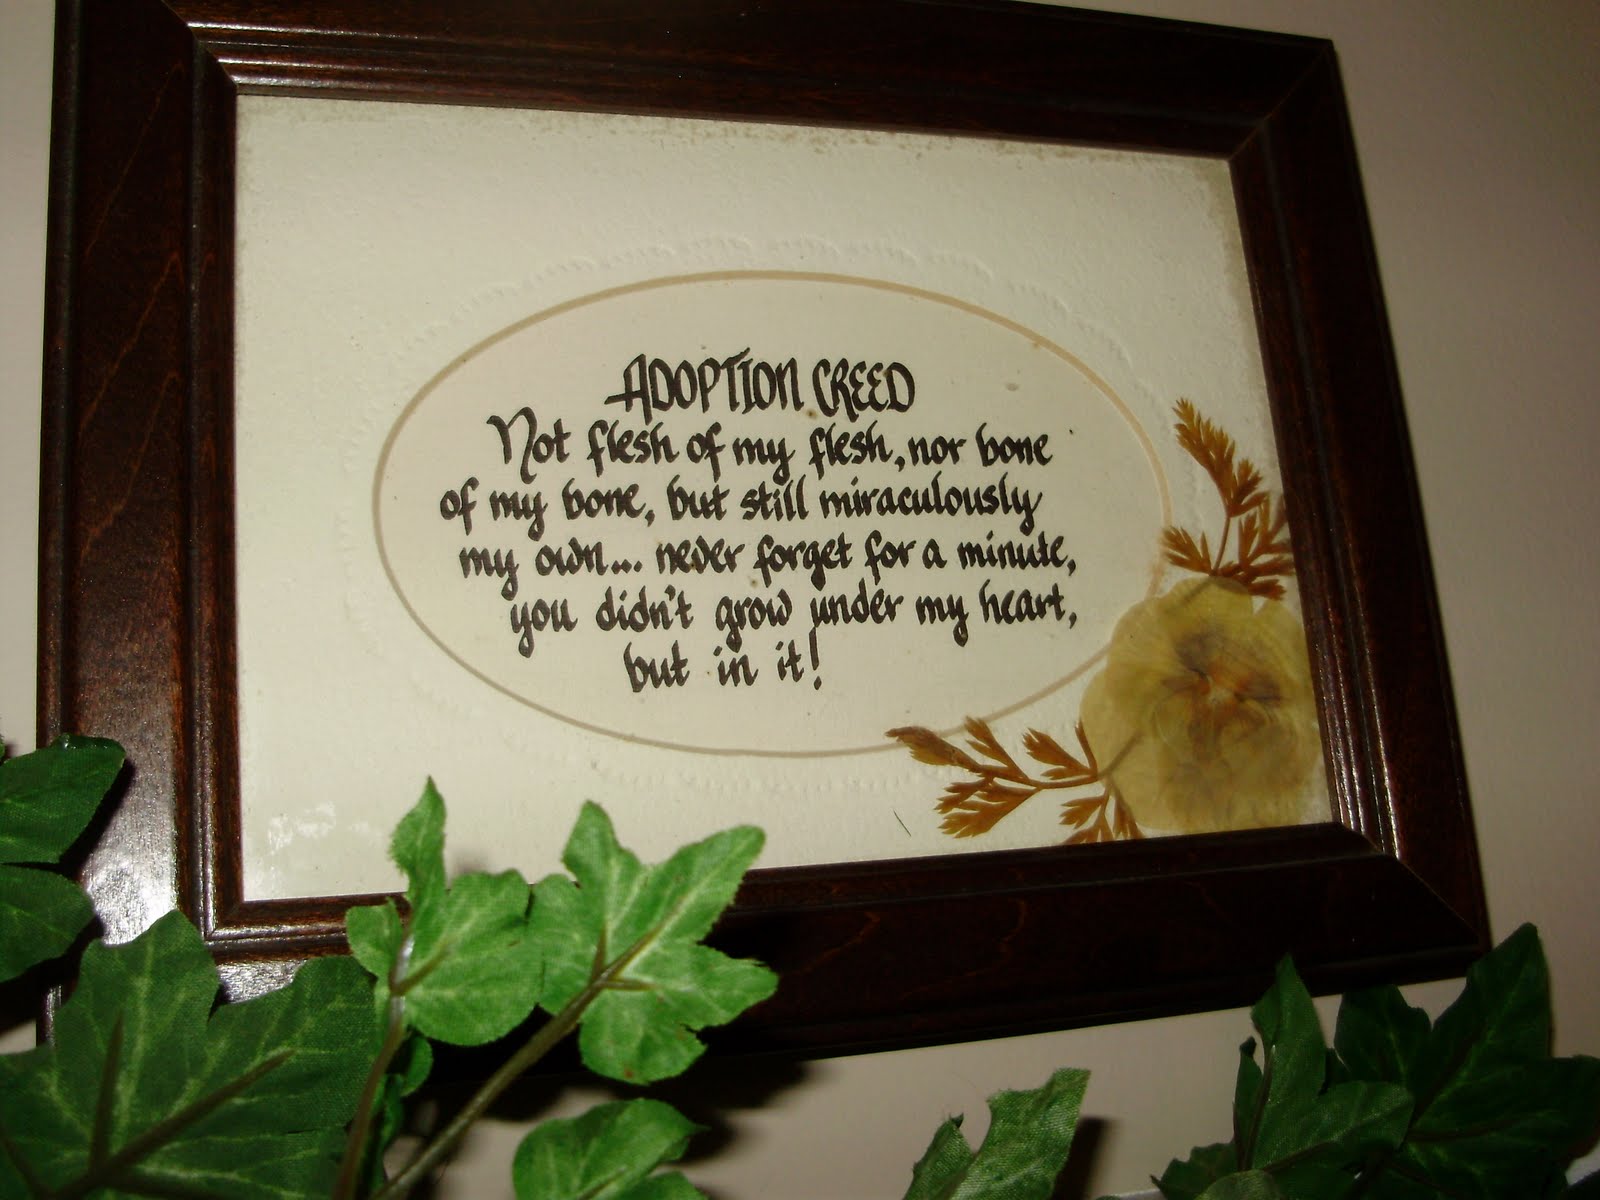 ADOPTION CREED
Not flesh of my flesh, nor bone
of my bone, but still miraculously
my own... never forget for a minute,
you didn't grow under my heart,
but in it!